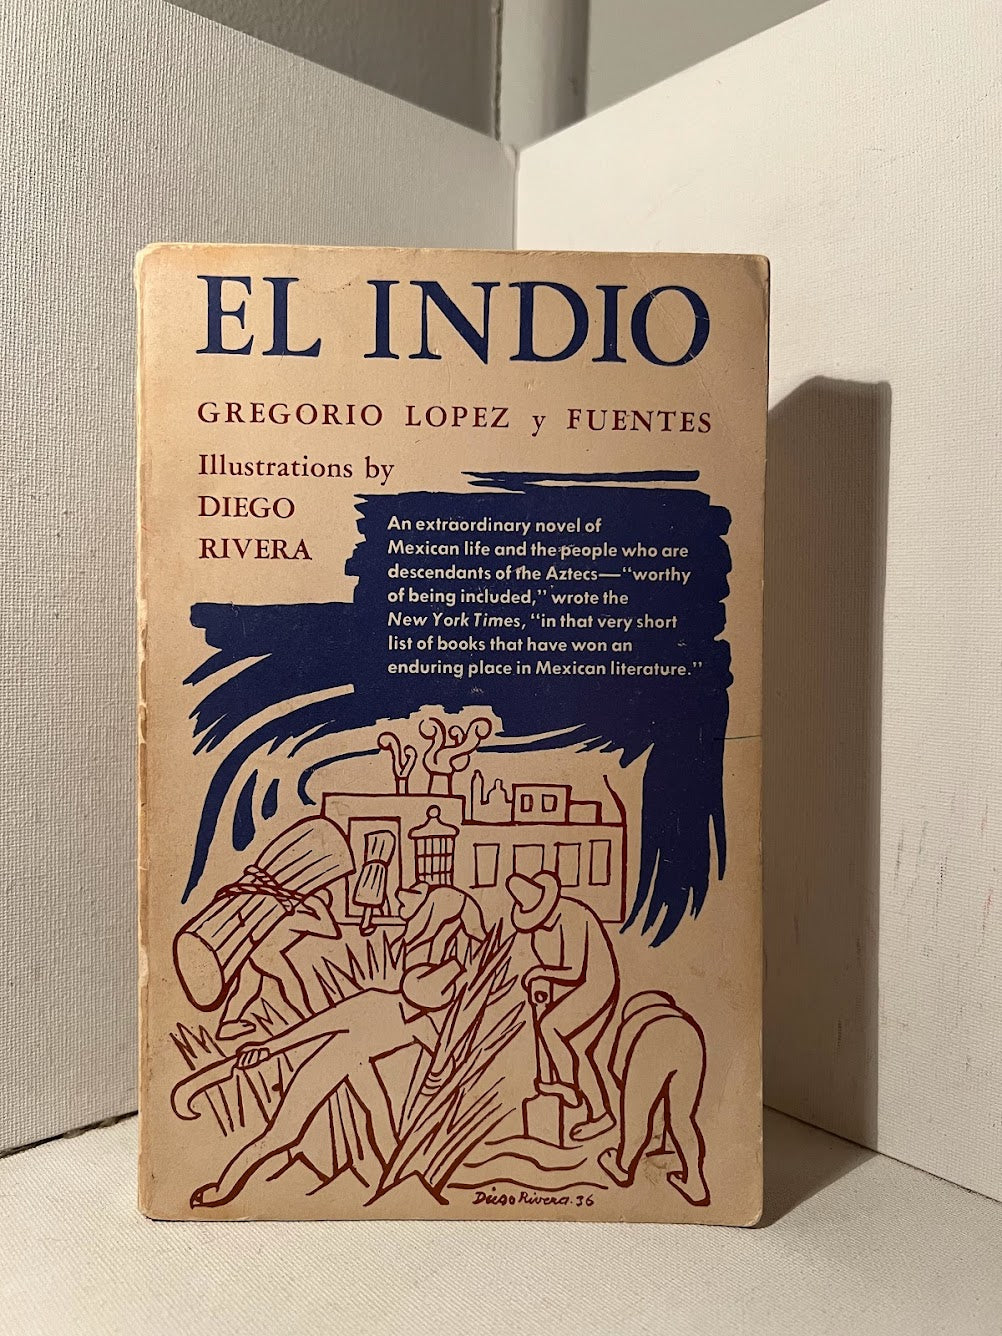 EL INDIO
GREGORIO LOPEZ y FUENTES
Illustrations by
DIEGO
RIVERA
An extraordinary novel of
Mexican life and the people who are
descendants of the Aztecs—“worthy
of being included,” wrote the
New York Times, “in that very short
list of books that have won an
enduring place in Mexican literature.”
Diego Rivera. 36